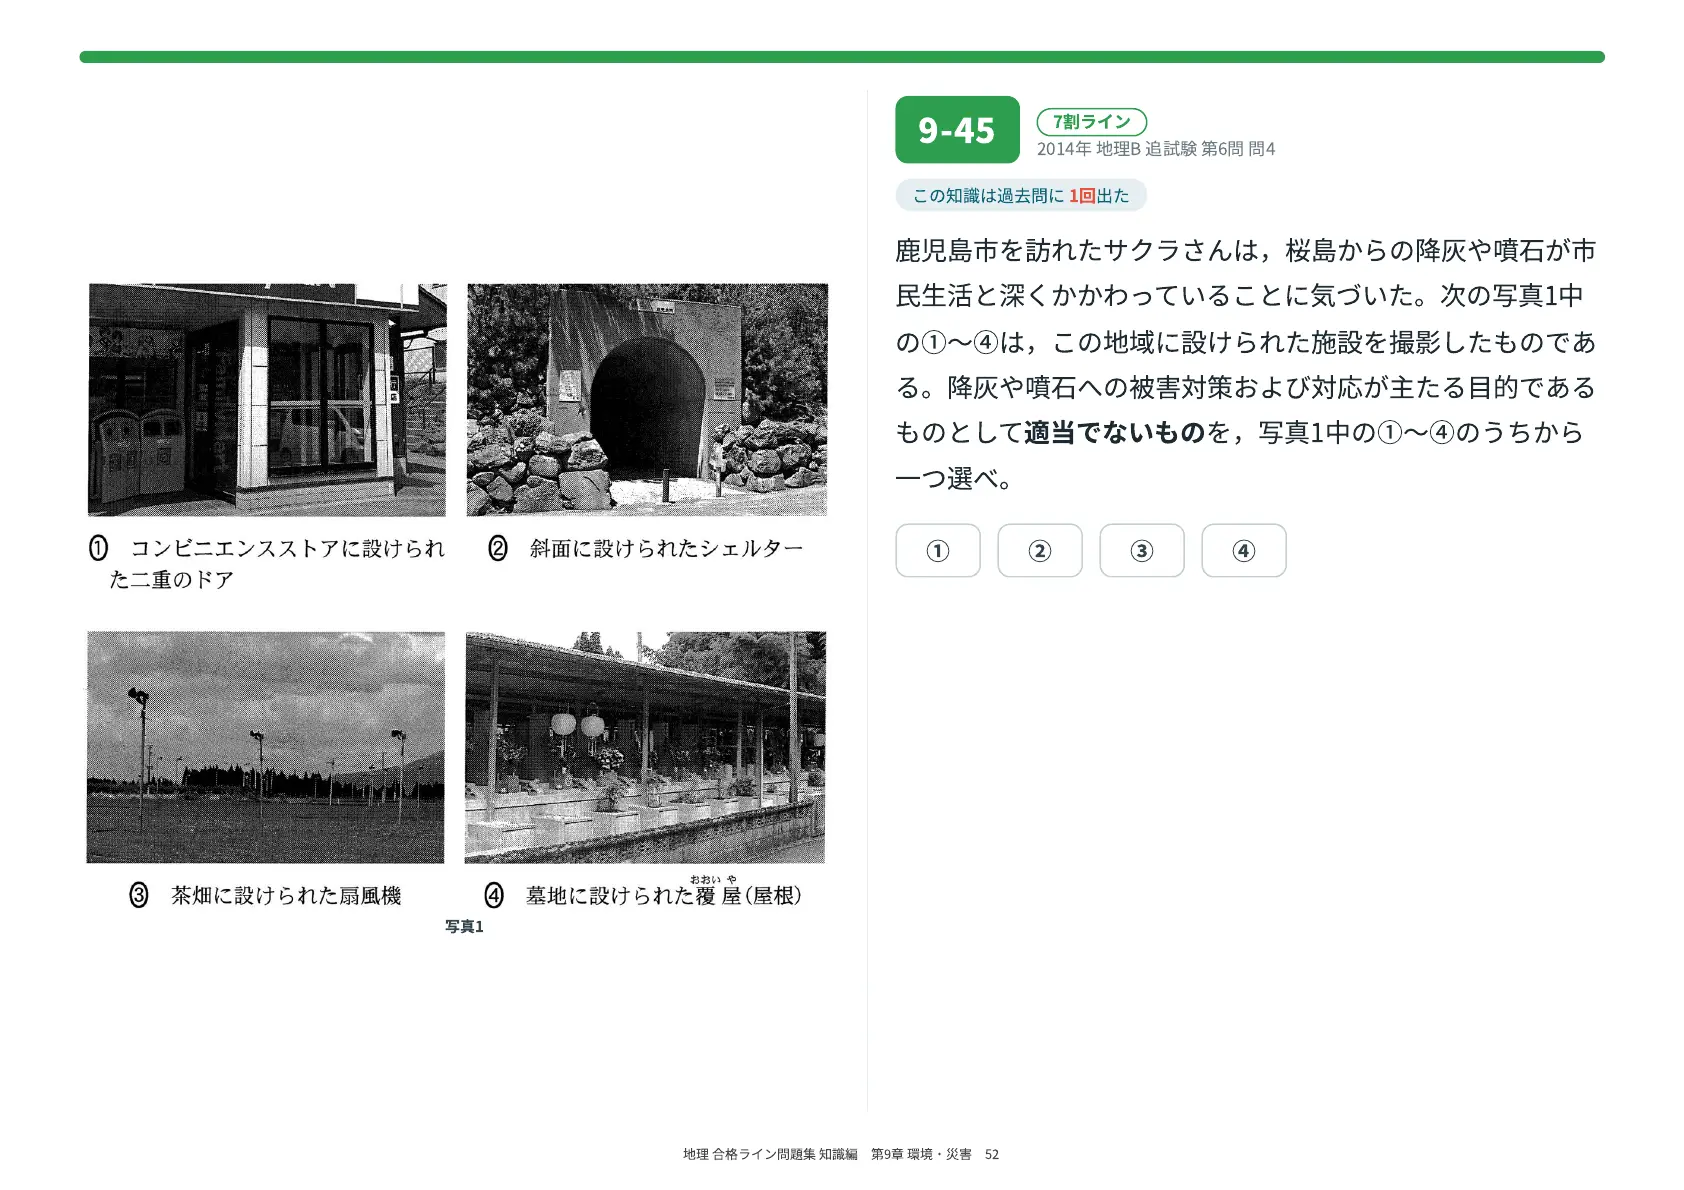 ① コンビニエンスストアに設けられ
た二重のドア
② 斜面に設けられたシェルター
③ 茶畑に設けられた扇風機
④ 墓地に設けられた覆屋(屋根)
おおい や
写真1
9-45
7割ライン
2014年 地理B 追試験 第6問 問4
この知識は過去問に 1回出た
鹿児島市を訪れたサクラさんは，桜島からの降灰や噴石が市
民生活と深くかかわっていることに気づいた。次の写真1中
の①～④は，この地域に設けられた施設を撮影したものであ
る。降灰や噴石への被害対策および対応が主たる目的である
ものとして適当でないものを，写真1中の①～④のうちから
一つ選べ。
① ② ③ ④
地理 合格ライン問題集 知識編　第9章 環境・災害　52